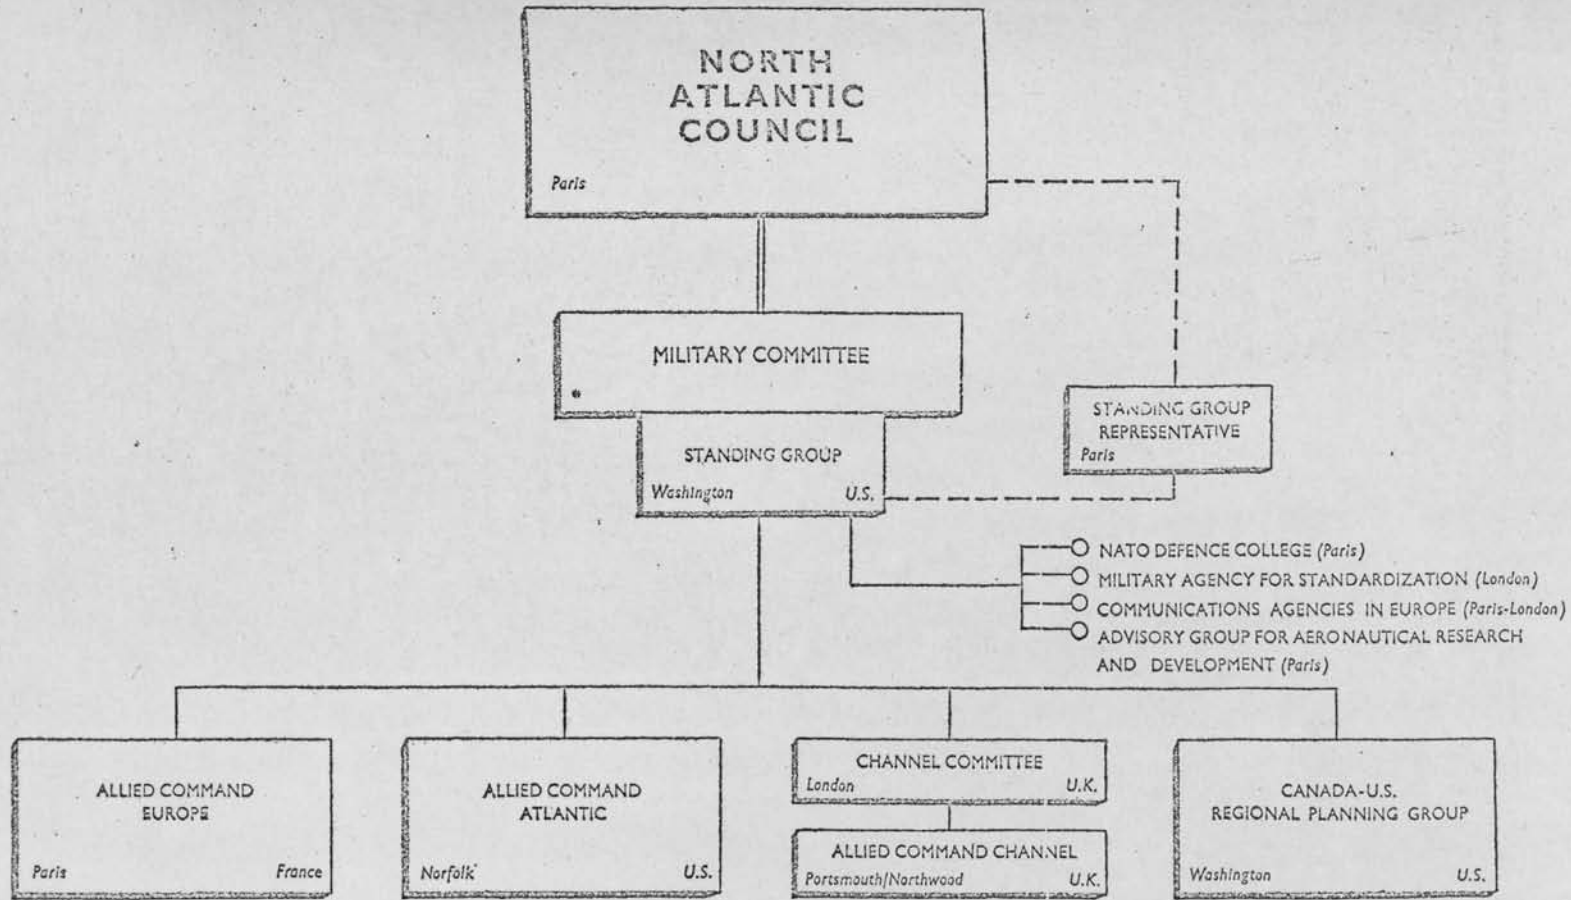 NORTH
ATLANTIC
COUNCIL
Paris
MILITARY COMMITTEE
STANDING GROUP
Washington U.S.
STANDING GROUP
REPRESENTATIVE
Paris
NATO DEFENCE COLLEGE (Paris)
MILITARY AGENCY FOR STANDARDIZATION (London)
COMMUNICATIONS AGENCIES IN EUROPE (Paris-London)
ADVISORY GROUP FOR AERONAUTICAL RESEARCH
AND DEVELOPMENT (Paris)
ALLIED COMMAND
EUROPE
Paris France
ALLIED COMMAND
ATLANTIC
Norfolk U.S.
CHANNEL COMMITTEE
London U.K.
ALLIED COMMAND CHANNEL
Portsmouth/Northwood U.K.
CANADA-U.S.
REGIONAL PLANNING GROUP
Washington U.S.